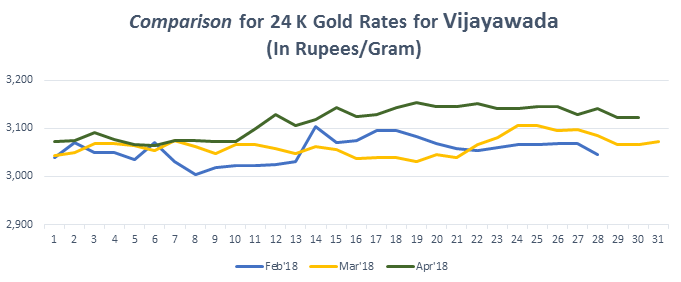 Comparison for 24 K Gold Rates for Vijayawada
(In Rupees/Gram)
3,200
3,100
3,000
2,900
1 2 3 4 5 6 7 8 9 10 11 12 13 14 15 16 17 18 19 20 21 22 23 24 25 26 27 28 29 30 31
Feb'18 Mar'18 Apr'18